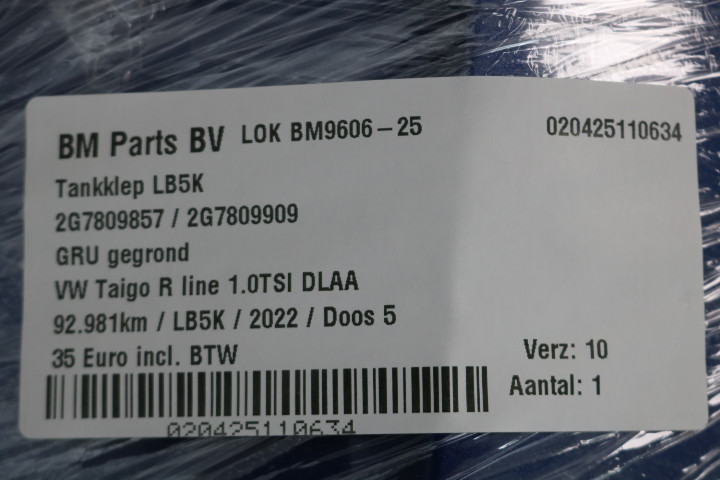 BM Parts BV LOK BM9606-25 020425110634
Tankklep LB5K
2G7809857 / 2G7809909
GRU gegrond
VW Taigo R line 1.0TSI DLAA
92.981km / LB5K / 2022 / Doos 5
35 Euro incl. BTW Verz: 10
Aantal: 1
020425110634